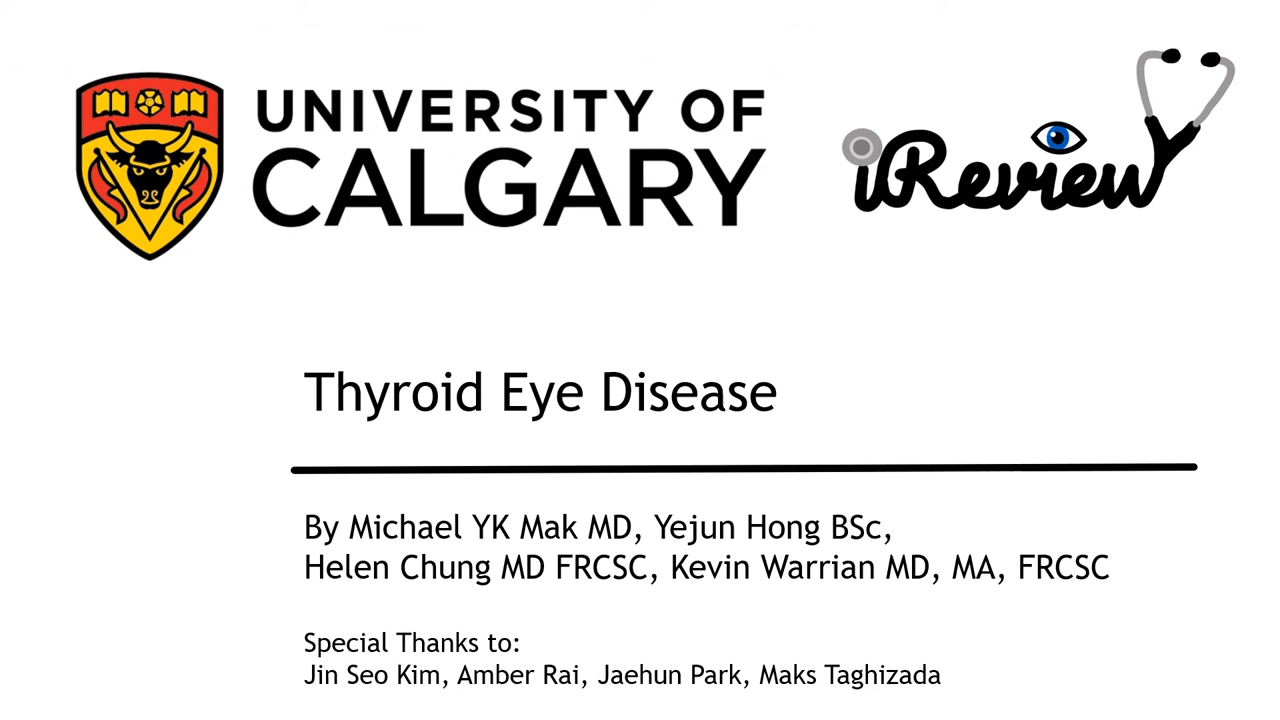 UNIVERSITY OF
CALGARY
iReview
Thyroid Eye Disease
By Michael YK Mak MD, Yejun Hong BSc,
Helen Chung MD FRCSC, Kevin Warrian MD, MA, FRCSC
Special Thanks to:
Jin Seo Kim, Amber Rai, Jaehun Park, Maks Taghizada